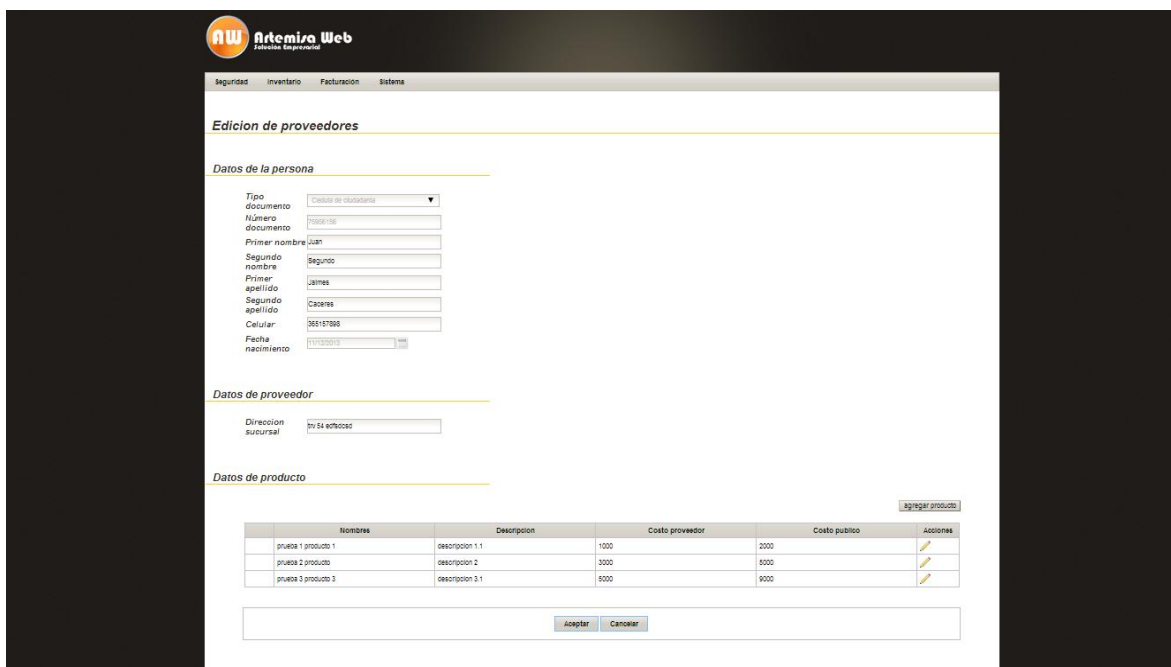 AW Artemisa Web
Solución Empresarial
Seguridad Inventario Facturación Sistema
Edicion de proveedores
Datos de la persona
Tipo documento Cedula de ciudadania
Número documento
Primer nombre Juan
Segundo nombre Segundo
Primer apellido Jaimes
Segundo apellido Caceres
Celular 365157898
Fecha nacimiento 11/12/2013
Datos de proveedor
Direccion sucursal trv 54
Datos de producto
agregar producto
Nombres Descripcion Costo proveedor Costo publico Acciones
prueba 1 producto 1 descripcion 1.1 1000 2000
prueba 2 producto descripcion 2 3000 5000
prueba 3 producto 3 descripcion 3.1 5000 9000
Aceptar Cancelar